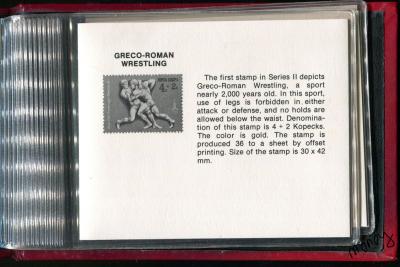 GRECO-ROMAN
WRESTLING
4+2
The first stamp in Series II depicts
Greco-Roman Wrestling, a sport
nearly 2,000 years old. In this sport,
use of legs is forbidden in either
attack or defense, and no holds are
allowed below the waist. Denomina-
tion of this stamp is 4 + 2 Kopecks.
The color is gold. The stamp is
produced 36 to a sheet by offset
printing. Size of the stamp is 30 x 42
mm.